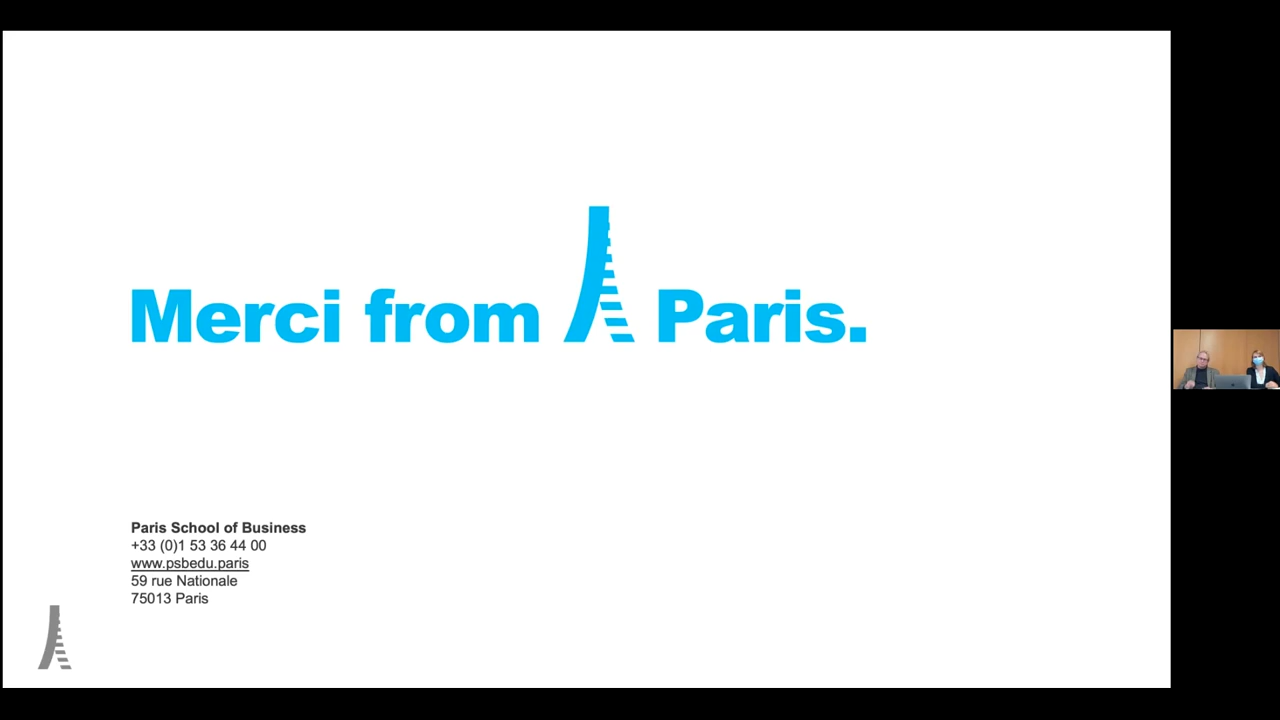 Merci from Paris.
Paris School of Business
+33 (0)1 53 36 44 00
www.psbedu.paris
59 rue Nationale
75013 Paris